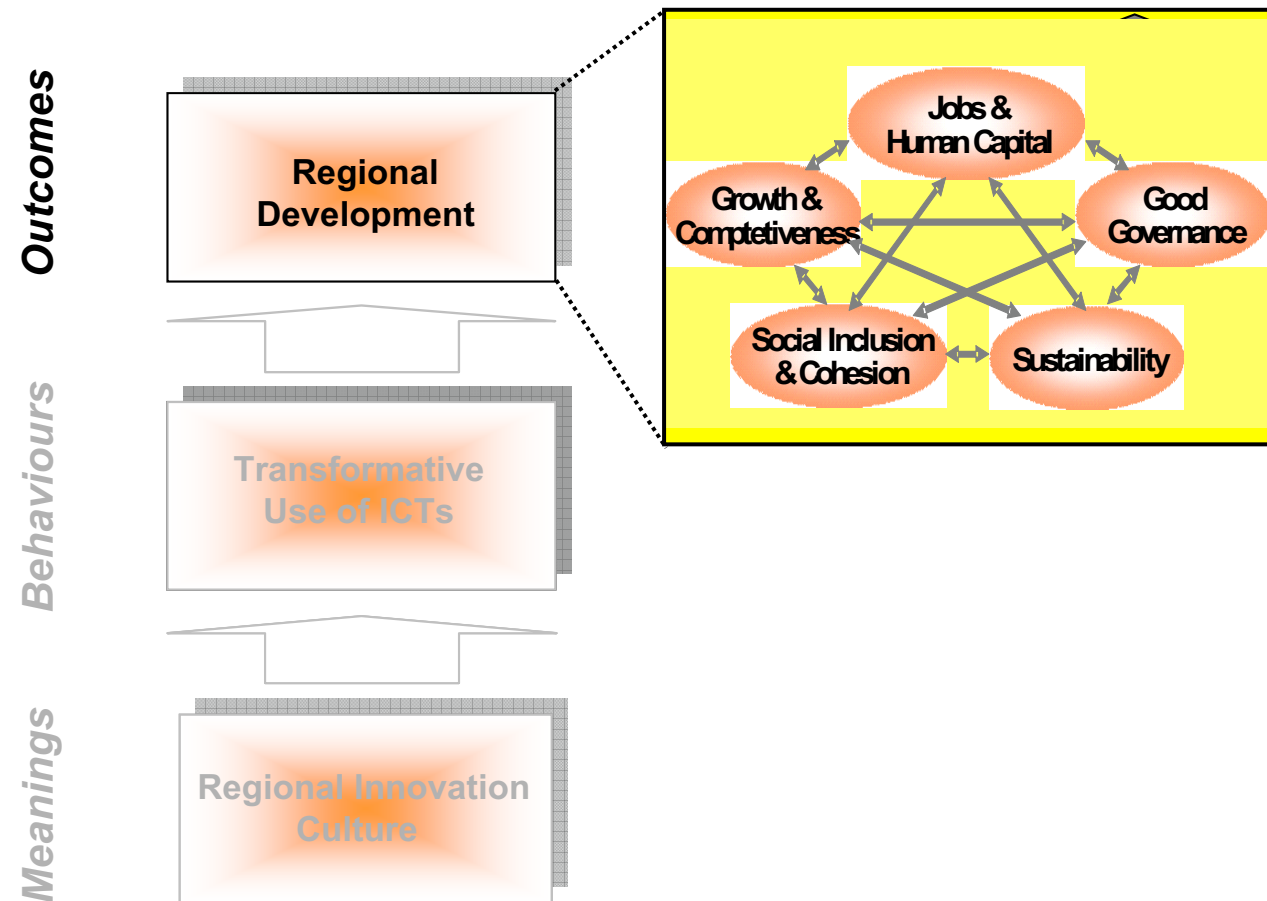 Outcomes
Regional
Development
Jobs &
Human Capital
Growth &
Comptetiveness
Good
Governance
Social Inclusion
& Cohesion
Sustainability
Behaviours
Transformative
Use of ICTs
Meanings
Regional Innovation
Culture